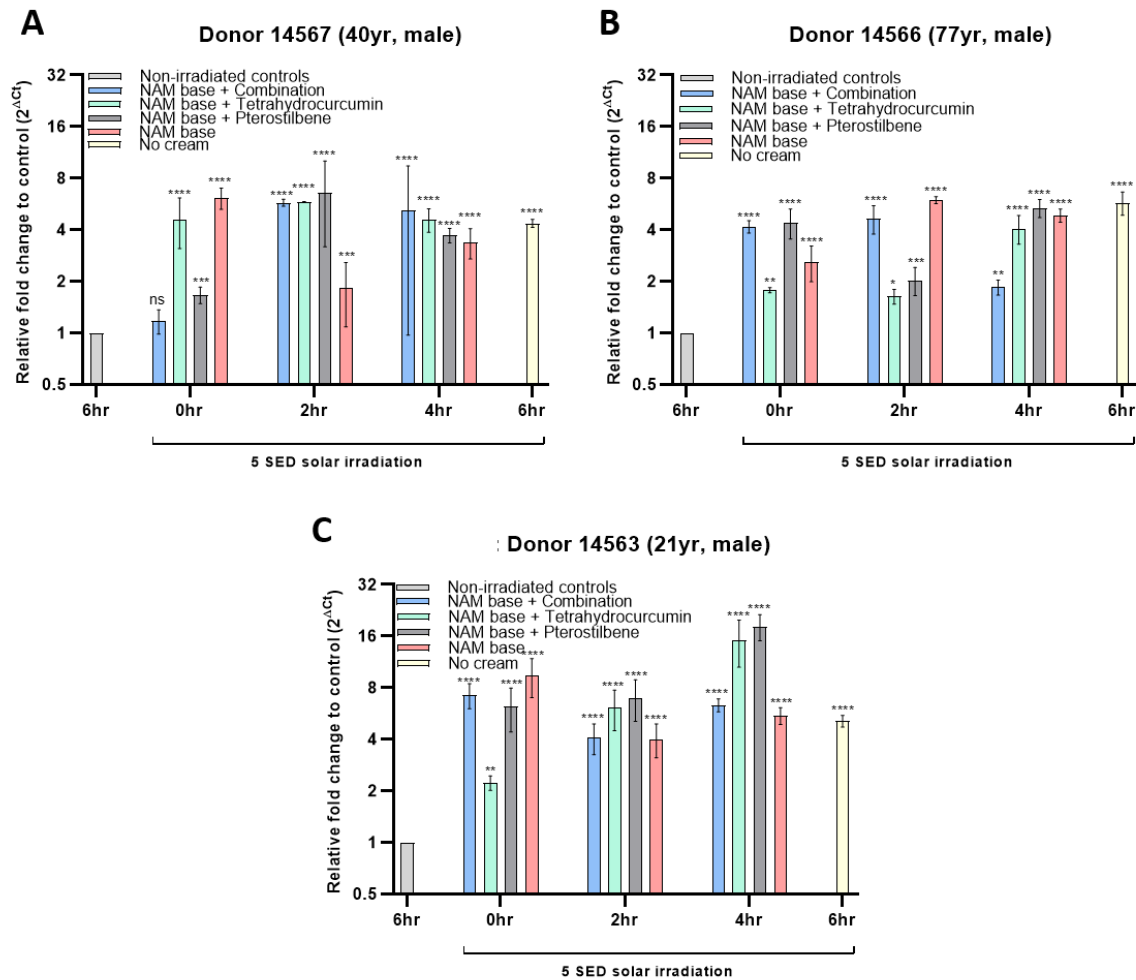 A
Donor 14567 (40yr, male)
Relative fold change to control (2^ΔCt)
32
16
8
4
2
1
0.5
Non-irradiated controls
NAM base + Combination
NAM base + Tetrahydrocurcumin
NAM base + Pterostilbene
NAM base
No cream
ns
****
***
****
****
****
****
***
****
****
****
****
****
6hr
0hr
2hr
4hr
6hr
5 SED solar irradiation
B
Donor 14566 (77yr, male)
Relative fold change to control (2^ΔCt)
32
16
8
4
2
1
0.5
Non-irradiated controls
NAM base + Combination
NAM base + Tetrahydrocurcumin
NAM base + Pterostilbene
NAM base
No cream
****
**
****
****
****
*
***
****
**
****
****
****
****
6hr
0hr
2hr
4hr
6hr
5 SED solar irradiation
C
: Donor 14563 (21yr, male)
Relative fold change to control (2^ΔCt)
32
16
8
4
2
1
0.5
Non-irradiated controls
NAM base + Combination
NAM base + Tetrahydrocurcumin
NAM base + Pterostilbene
NAM base
No cream
****
**
****
****
****
****
****
****
****
****
****
****
****
6hr
0hr
2hr
4hr
6hr
5 SED solar irradiation